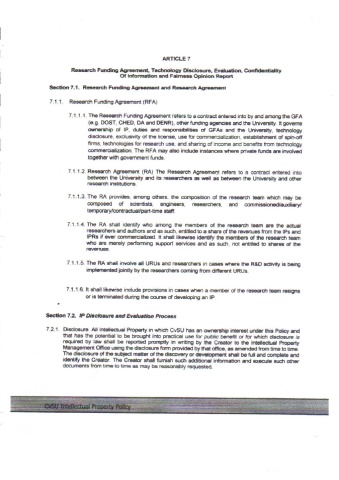 ARTICLE 7
Research Funding Agreement, Technology Disclosure, Evaluation, Confidentiality
Of Information and Fairness Opinion Report
Section 7.1. Research Funding Agreement and Research Agreement
7.1.1. Research Funding Agreement (RFA)
7.1.1.1. The Research Funding Agreement refers to a contract entered into by and among the GFA
(e.g. DOST, CHED, DA and DENR), other funding agencies and the University. It governs
ownership of IP, duties and responsibilities of GFAs and the University, technology
disclosure, exclusivity of the license, use for commercialization, establishment of spin-off
firms, technologies for research use, and sharing of income and benefits from technology
commercialization. The RFA may also include instances where private funds are involved
together with government funds.
7.1.1.2. Research Agreement (RA) The Research Agreement refers to a contract entered into
between the University and its researchers as well as between the University and other
research institutions.
7.1.1.3. The RA provides, among others, the composition of the research team which may be
composed of scientists, engineers, researchers, and commissioned/auxiliary/
temporary/contractual/part-time staff.
7.1.1.4. The RA shall identify who among the members of the research team are the actual
researchers and authors and as such, entitled to a share of the revenues from the IPs and
IPRs if ever commercialized. It shall likewise identify the members of the research team
who are merely performing support services and as such, not entitled to shares of the
revenues.
7.1.1.5. The RA shall involve all URUs and researchers in cases where the R&D activity is being
implemented jointly by the researchers coming from different URUs.
7.1.1.6. It shall likewise include provisions in cases when a member of the research team resigns
or is terminated during the course of developing an IP
Section 7.2. IP Disclosure and Evaluation Process
7.2.1. Disclosure. All Intellectual Property in which CvSU has an ownership interest under this Policy and
that has the potential to be brought into practical use for public benefit or for which disclosure is
required by law shall be reported promptly in writing by the Creator to the Intellectual Property
Management Office using the disclosure form provided by that office, as amended from time to time.
The disclosure of the subject matter of the discovery or development shall be full and complete and
identify the Creator. The Creator shall furnish such additional information and execute such other
documents from time to time as may be reasonably requested.
CvSU Intellectual Property Policy